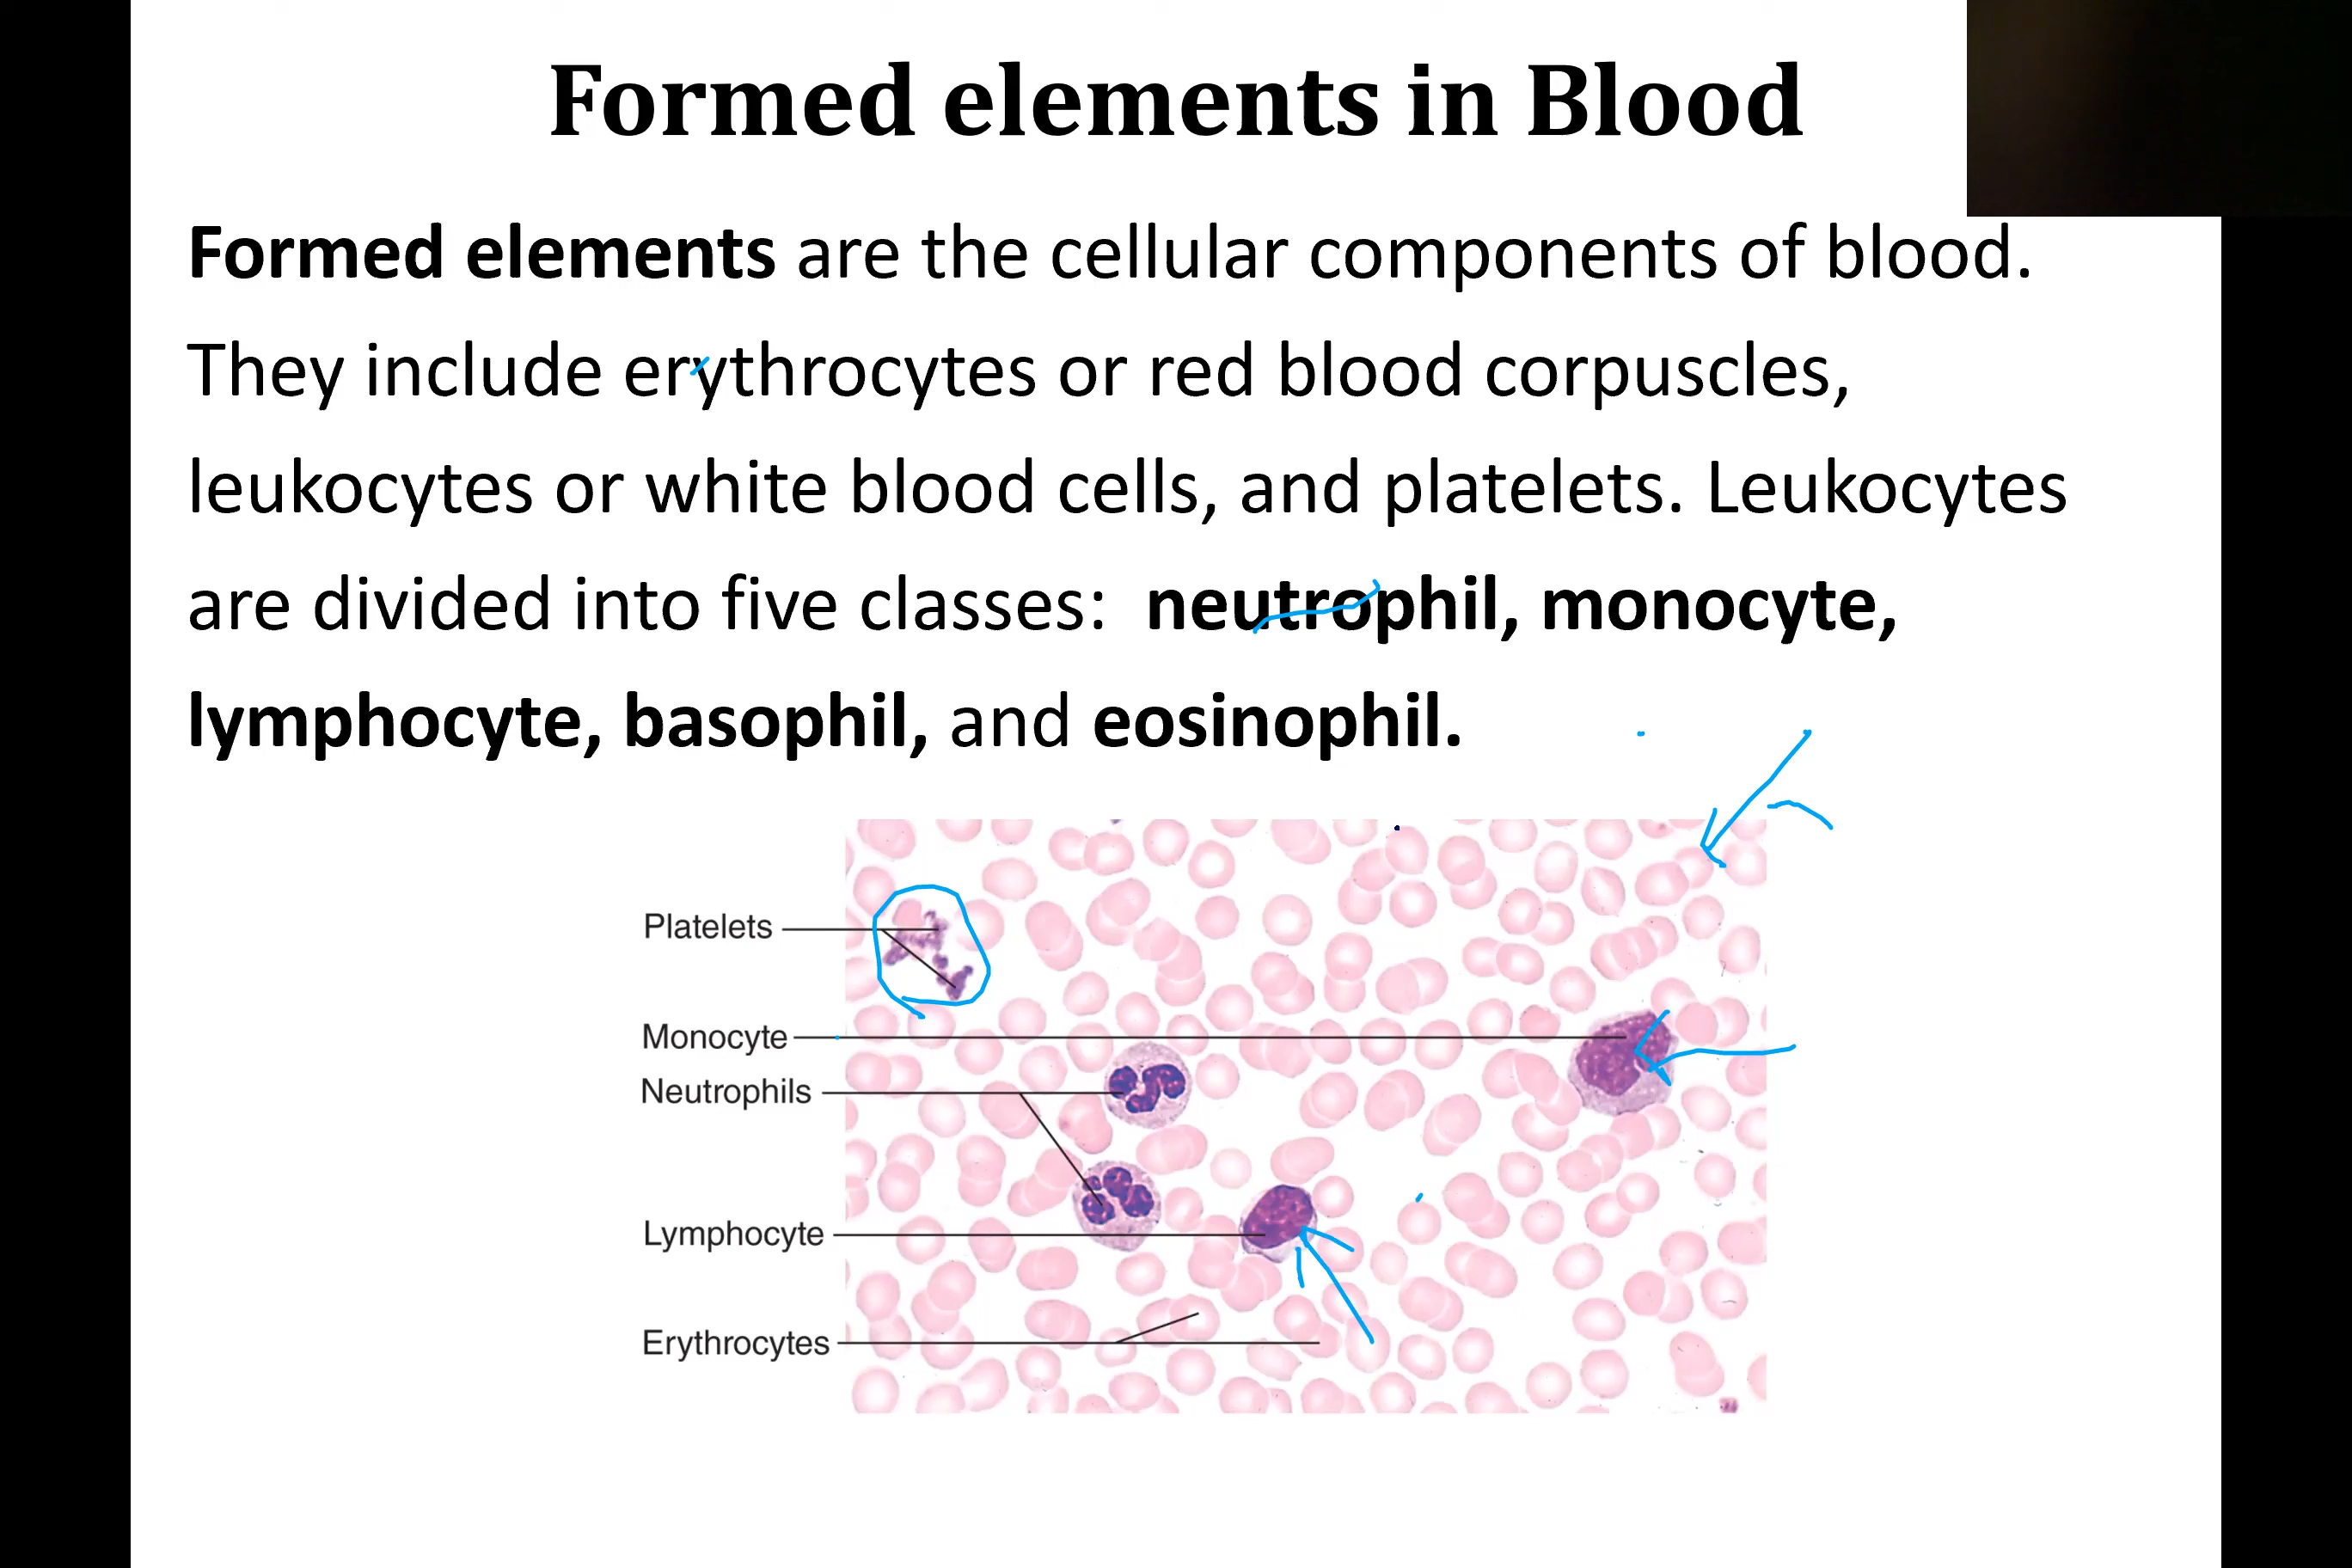 Formed elements in Blood
Formed elements are the cellular components of blood.
They include erythrocytes or red blood corpuscles,
leukocytes or white blood cells, and platelets. Leukocytes
are divided into five classes: neutrophil, monocyte,
lymphocyte, basophil, and eosinophil.
Platelets
Monocyte
Neutrophils
Lymphocyte
Erythrocytes